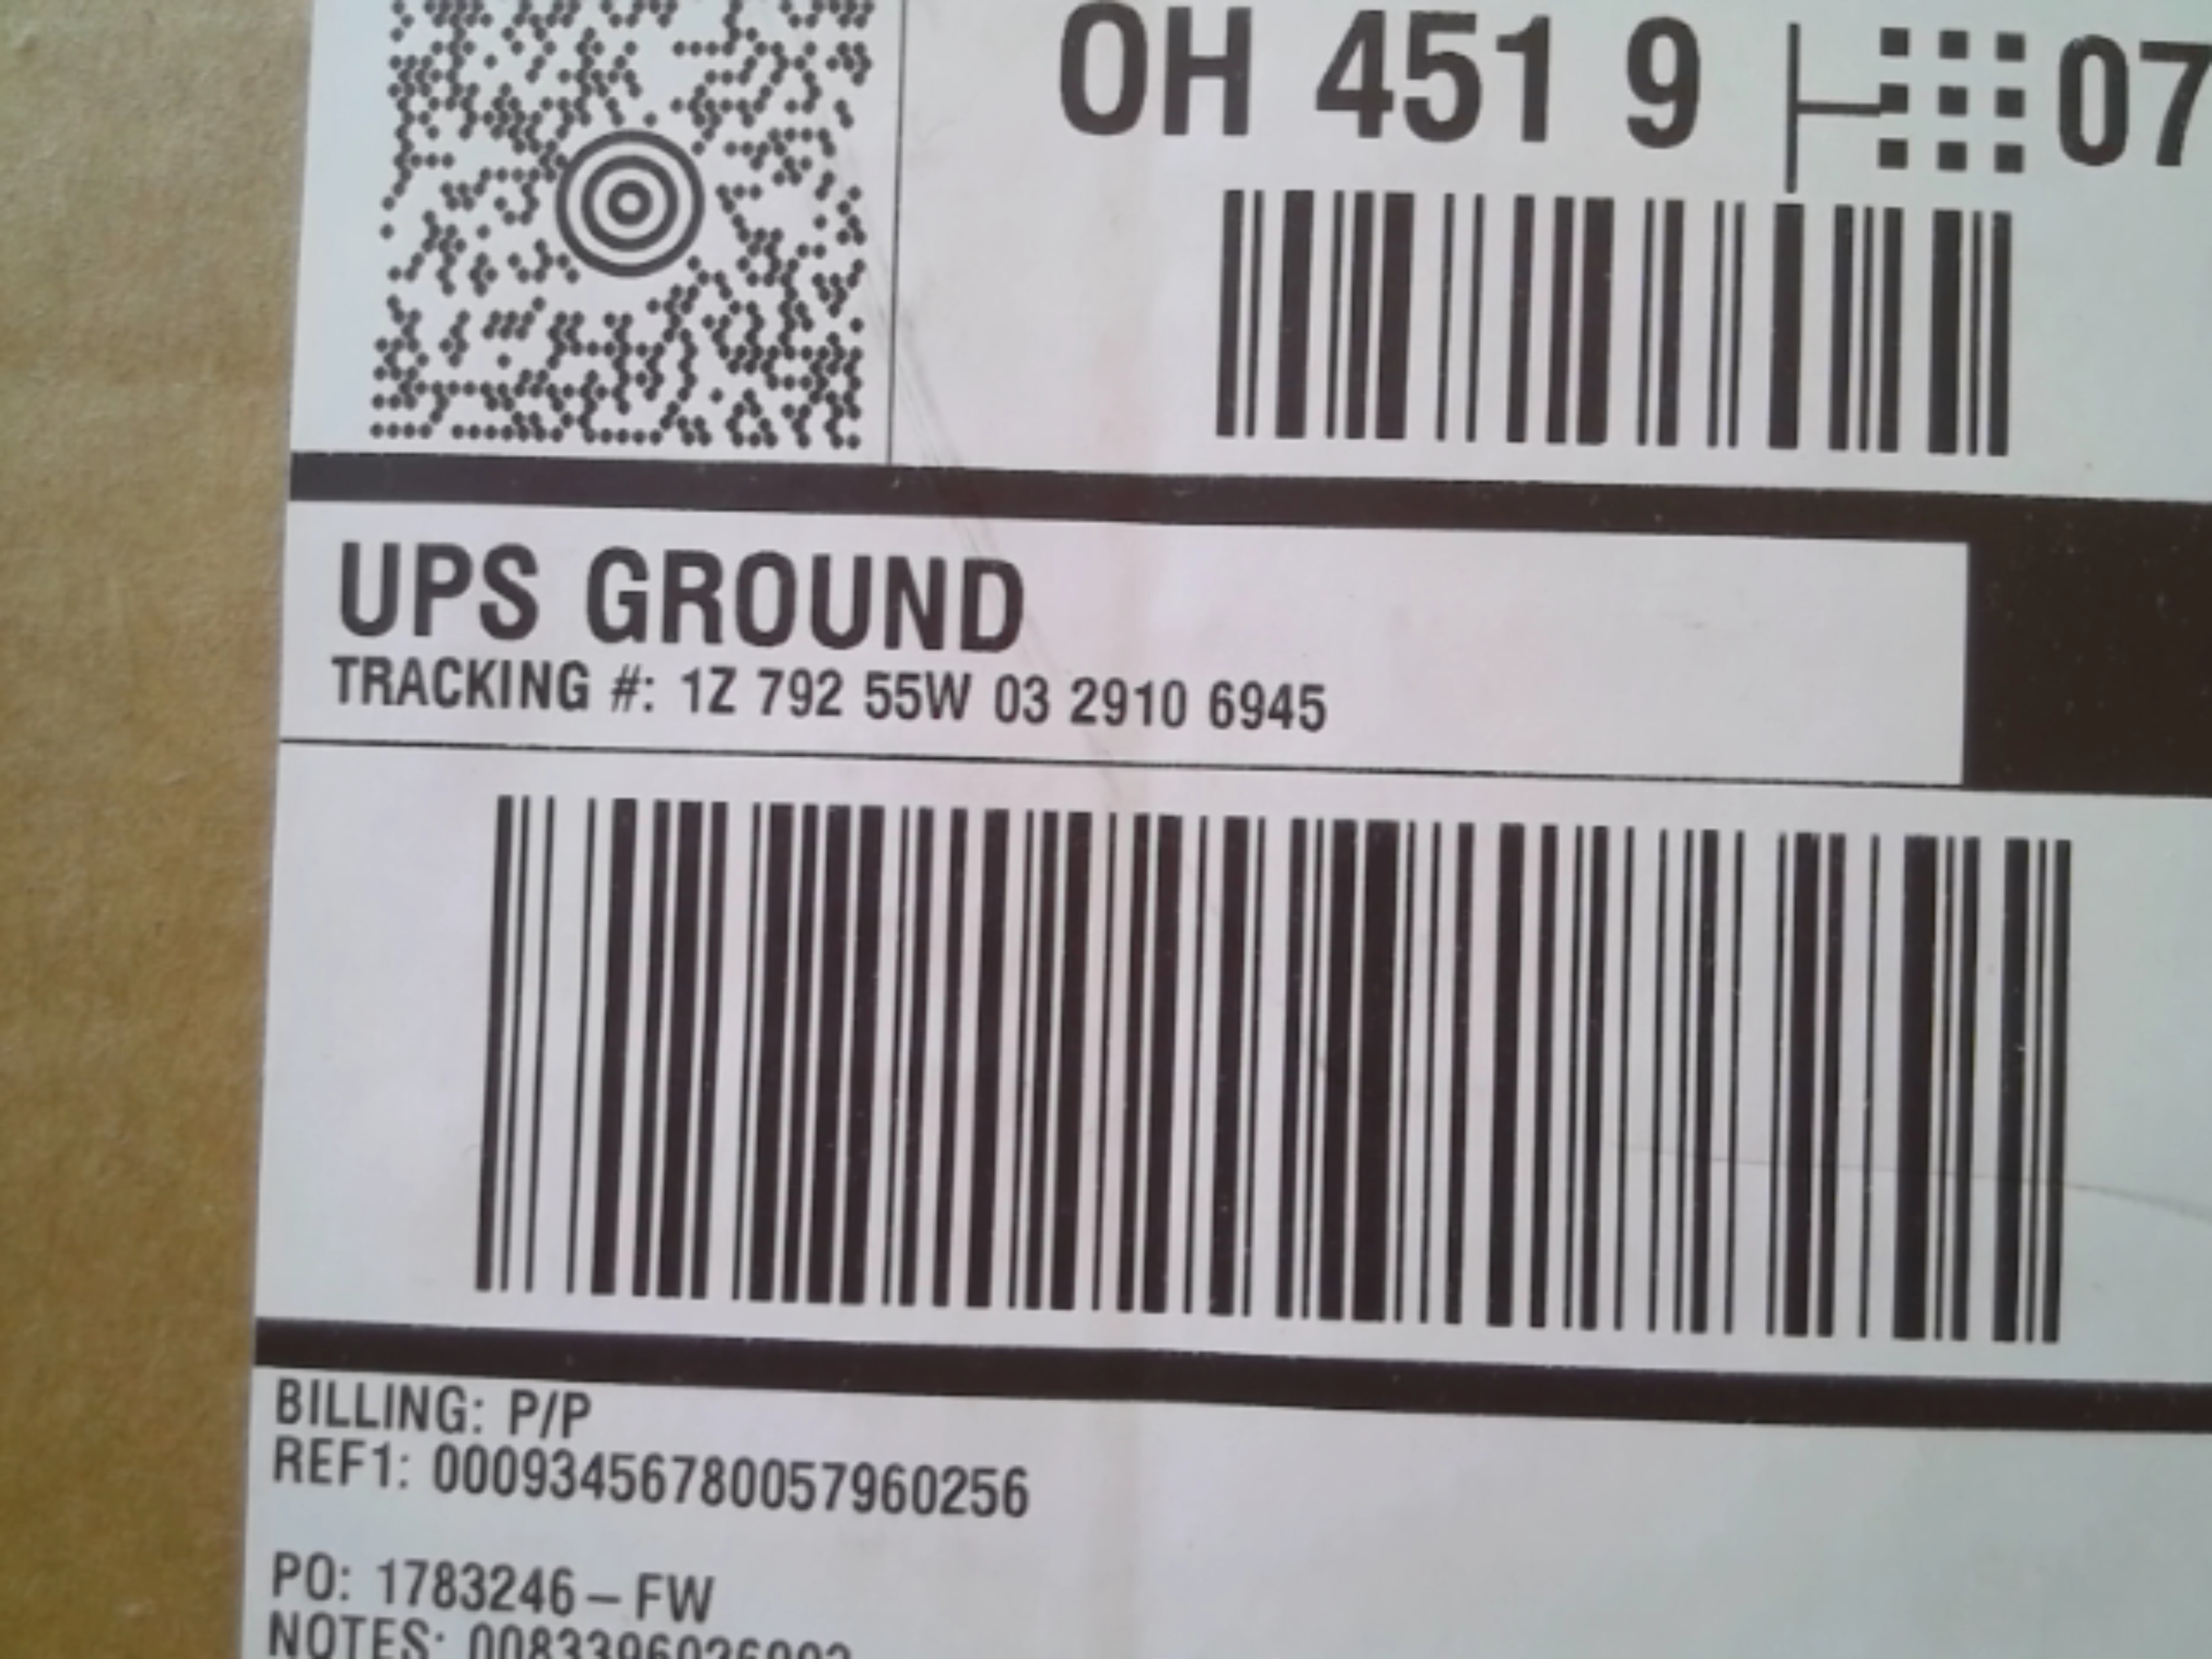 OH 451 9 07
UPS GROUND
TRACKING #: 1Z 792 55W 03 2910 6945
BILLING: P/P
REF1: 00093456780057960256
PO: 1783246-FW
NOTES: